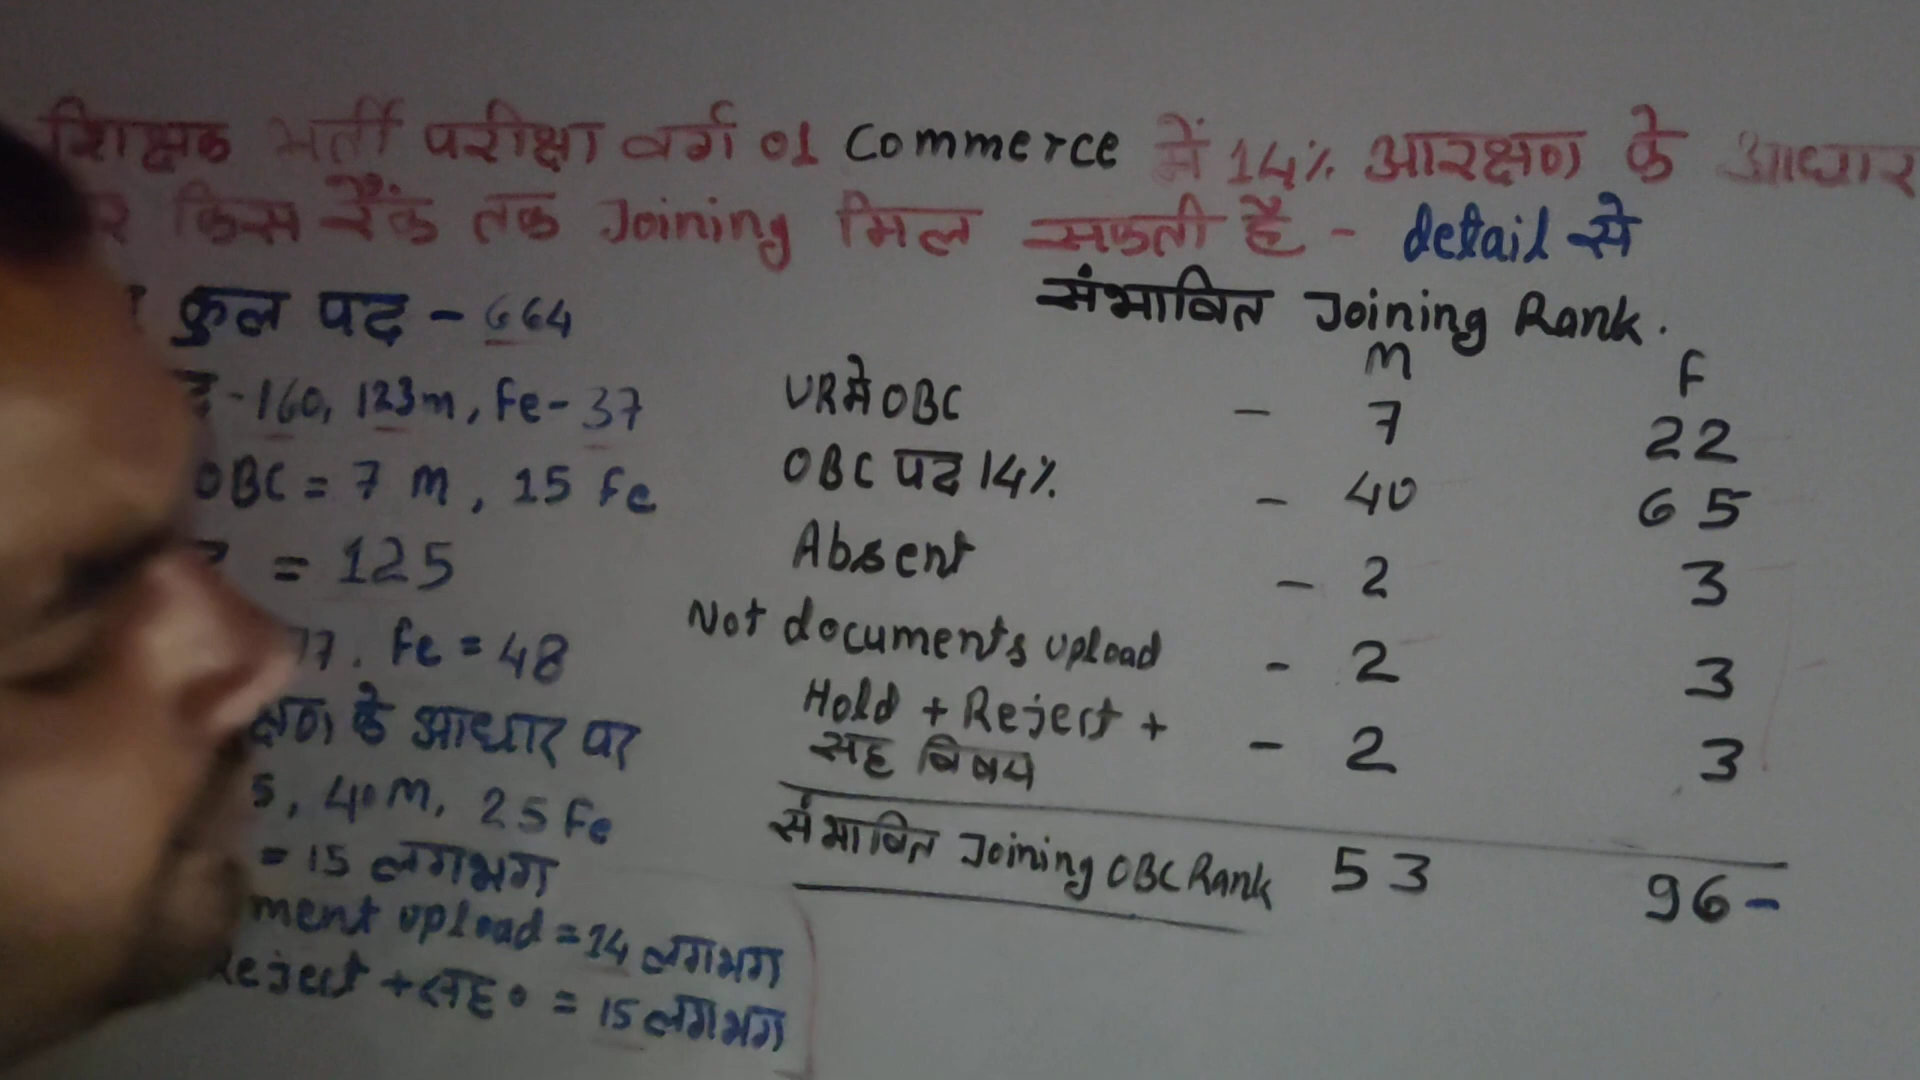 शिक्षक भर्ती परीक्षा वर्ग 01 Commerce में 14% आरक्षण के आधार
किस रैंक तक Joining मिल सकती है - detail से
कुल पद - 664
-160, 123m, Fe-37
OBC = 7 m, 15 Fe
= 125
77. Fe = 48
के आधार पर
5, 40m, 25 Fe
= 15 लगभग
ment upload = 14 लगभग
Reject + सह० = 15 लगभग
संभावित Joining Rank.
m F
UR मे OBC - 7 22
OBC पद 14% - 40 65
Absent - 2 3
Not documents upload - 2 3
Hold + Reject +
सह विषय - 2 3
संभावित Joining OBC Rank 53 96-